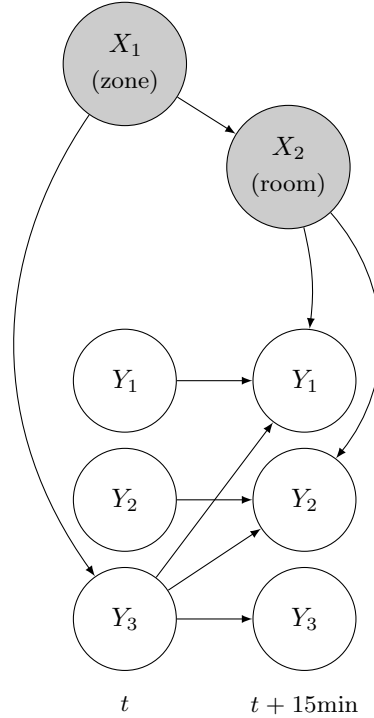 X₁
(zone)
X₂
(room)
Y₁
Y₁
Y₂
Y₂
Y₃
Y₃
t
t + 15min